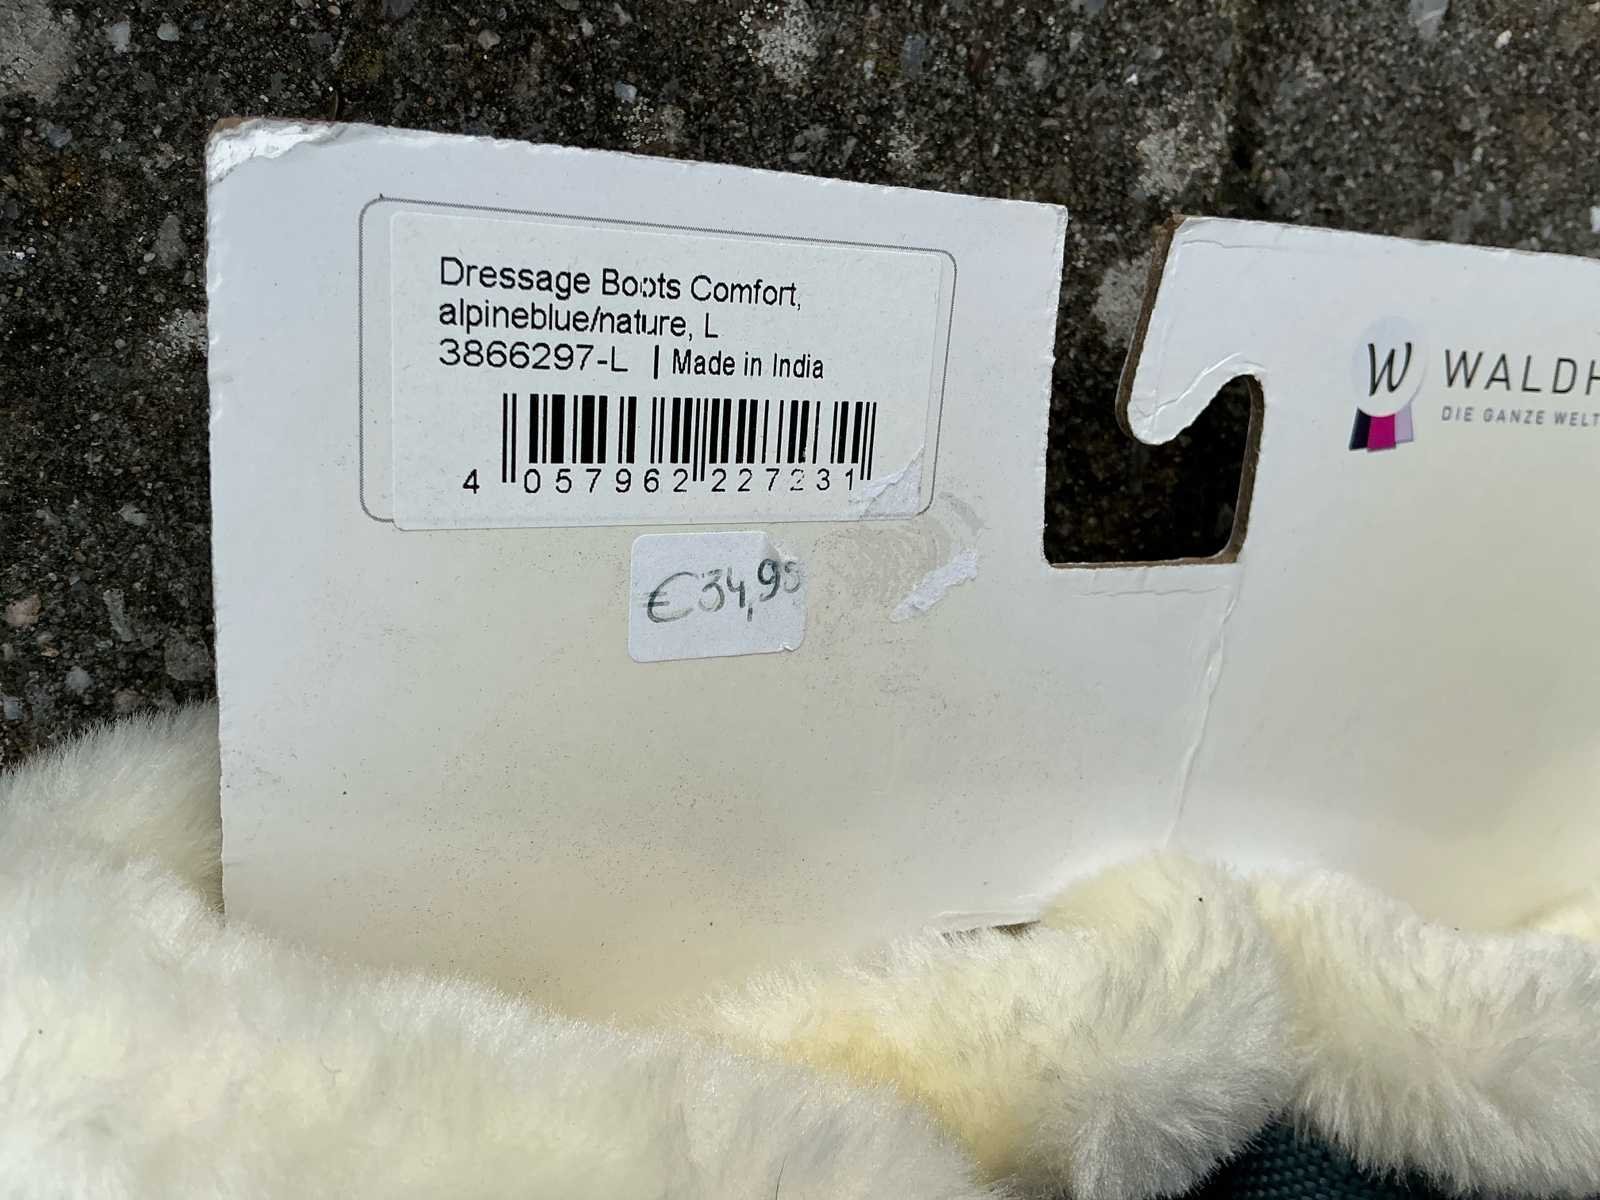 Dressage Boots Comfort,
alpineblue/nature, L
3866297-L | Made in India
4 057962 227231
€34,95
W WALDH
DIE GANZE WELT